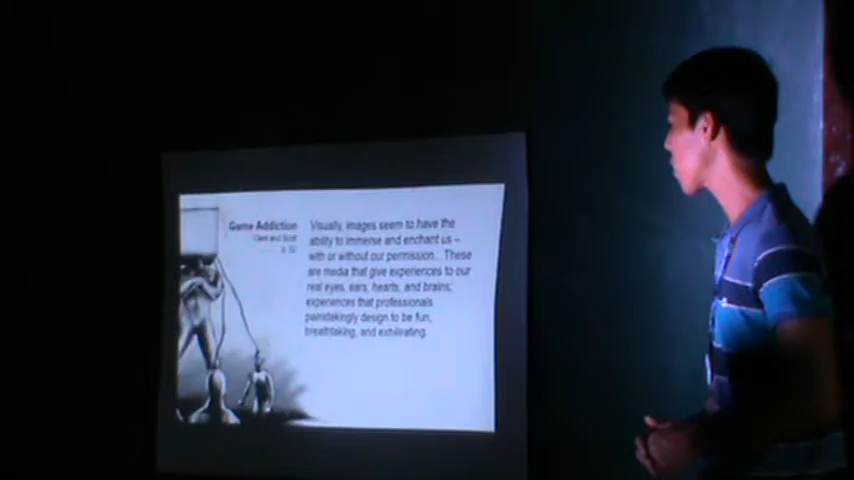 Game Addiction
Clark and Scott
p. 92
Visually, images seem to have the
ability to immerse and enchant us –
with or without our permission... These
are media that give experiences to our
real eyes, ears, hearts, and brains;
experiences that professionals
painstakingly design to be fun,
breathtaking, and exhilirating.